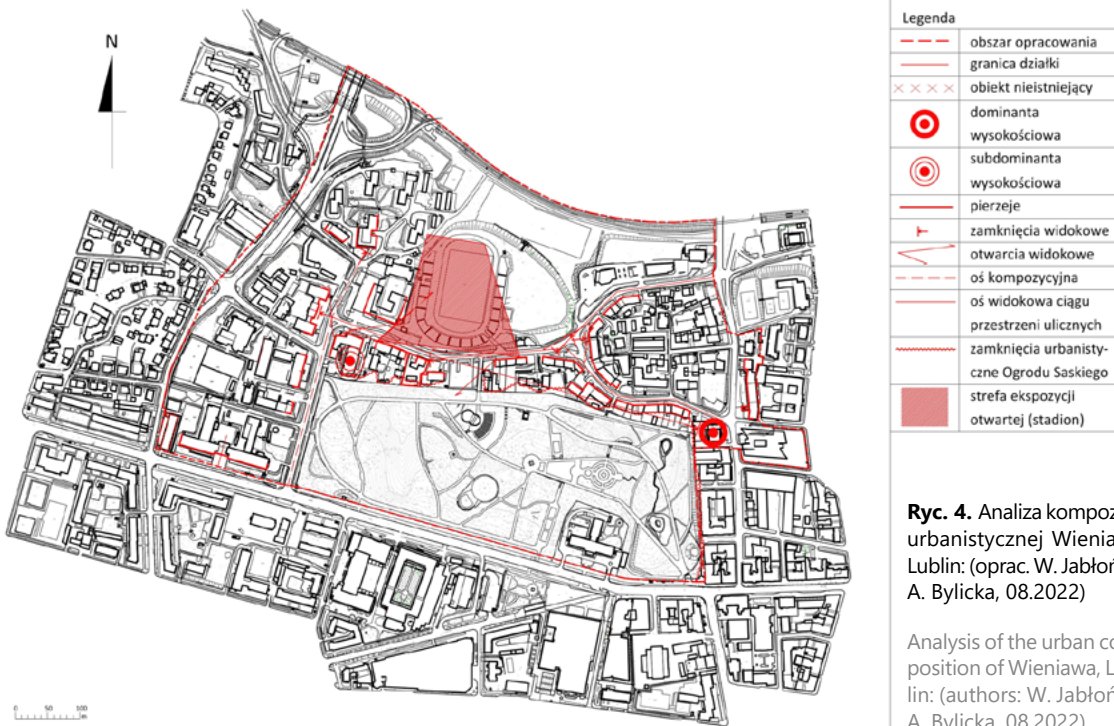 N
Legenda
obszar opracowania
granica działki
obiekt nieistniejący
dominanta
wysokościowa
subdominanta
wysokościowa
pierzeje
zamknięcia widokowe
otwarcia widokowe
oś kompozycyjna
oś widokowa ciągu
przestrzeni ulicznych
zamknięcia urbanisty-
czne Ogrodu Saskiego
strefa ekspozycji
otwartej (stadion)
0 50 100
m
Ryc. 4. Analiza kompoz
urbanistycznej Wienia
Lublin: (oprac. W. Jabłoń
A. Bylicka, 08.2022)
Analysis of the urban co
position of Wieniawa, L
lin: (authors: W. Jabłoń
A. Bylicka, 08.2022)